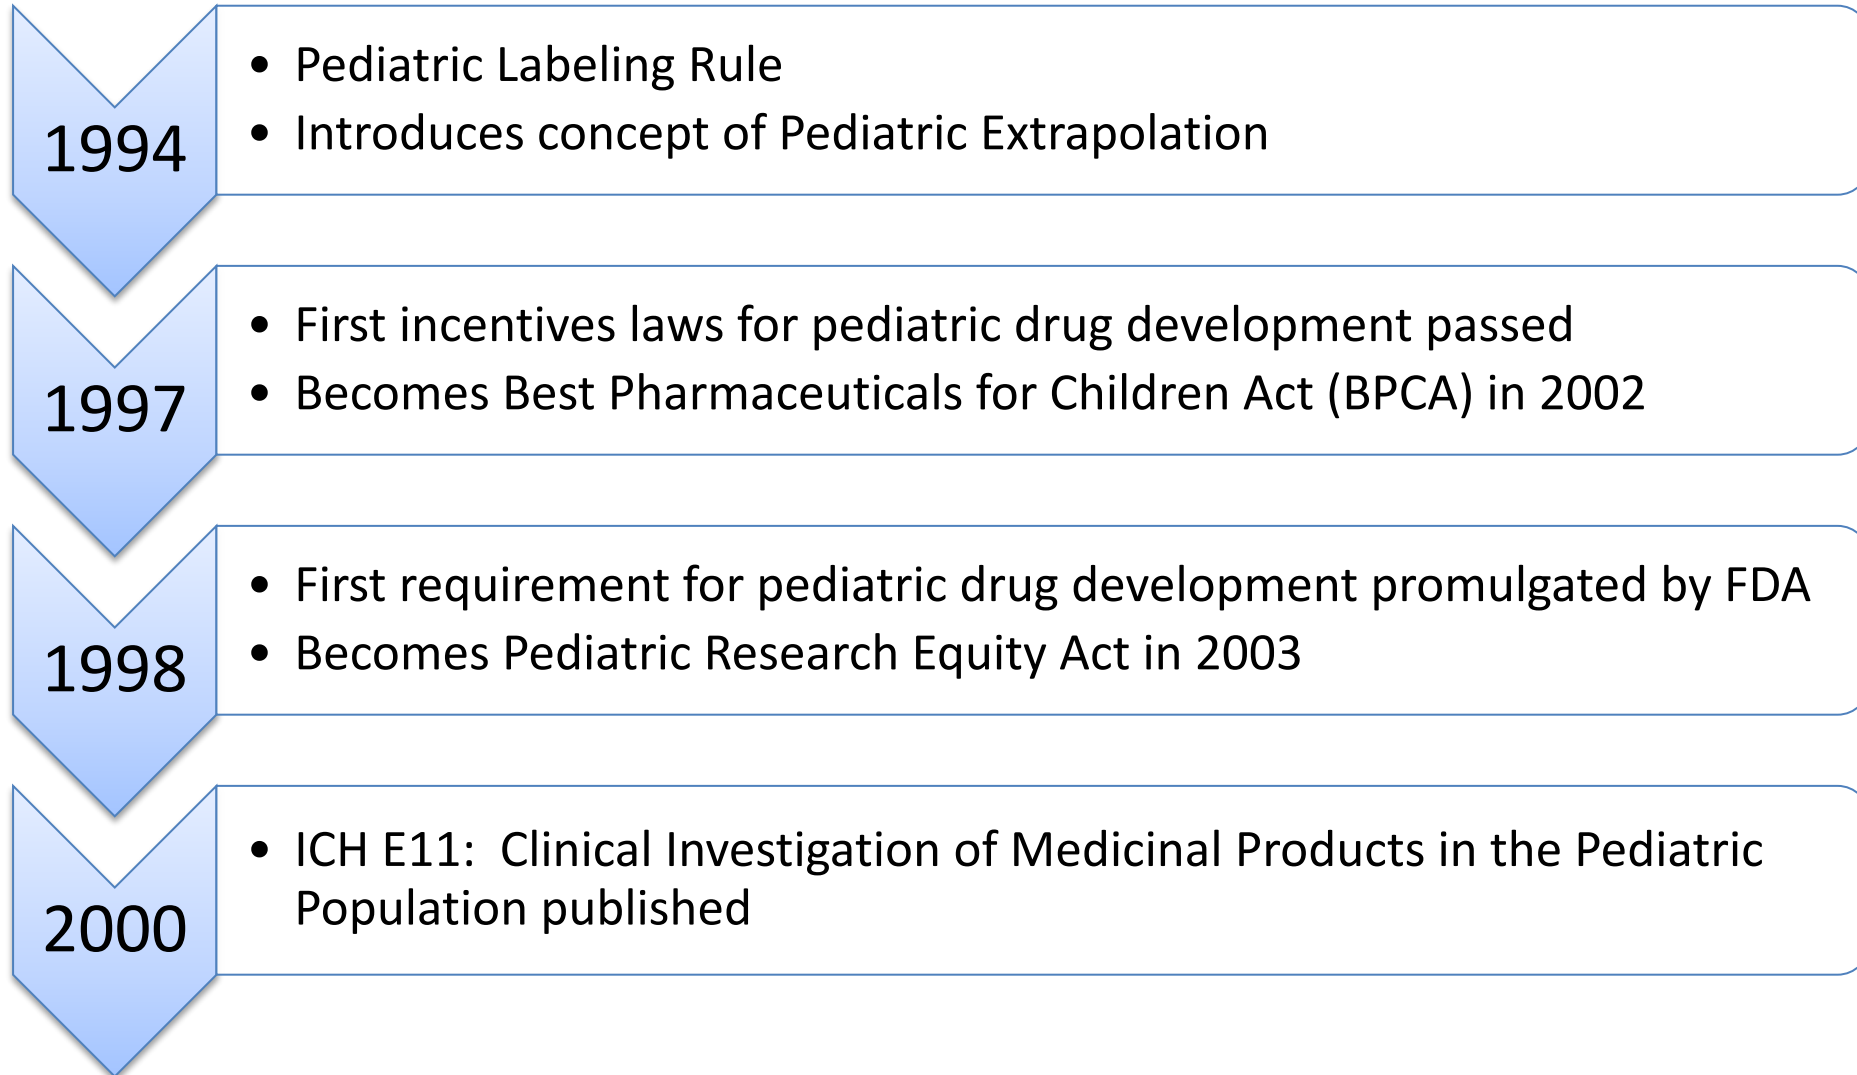 1994
• Pediatric Labeling Rule
• Introduces concept of Pediatric Extrapolation
1997
• First incentives laws for pediatric drug development passed
• Becomes Best Pharmaceuticals for Children Act (BPCA) in 2002
1998
• First requirement for pediatric drug development promulgated by FDA
• Becomes Pediatric Research Equity Act in 2003
2000
• ICH E11:  Clinical Investigation of Medicinal Products in the Pediatric
Population published